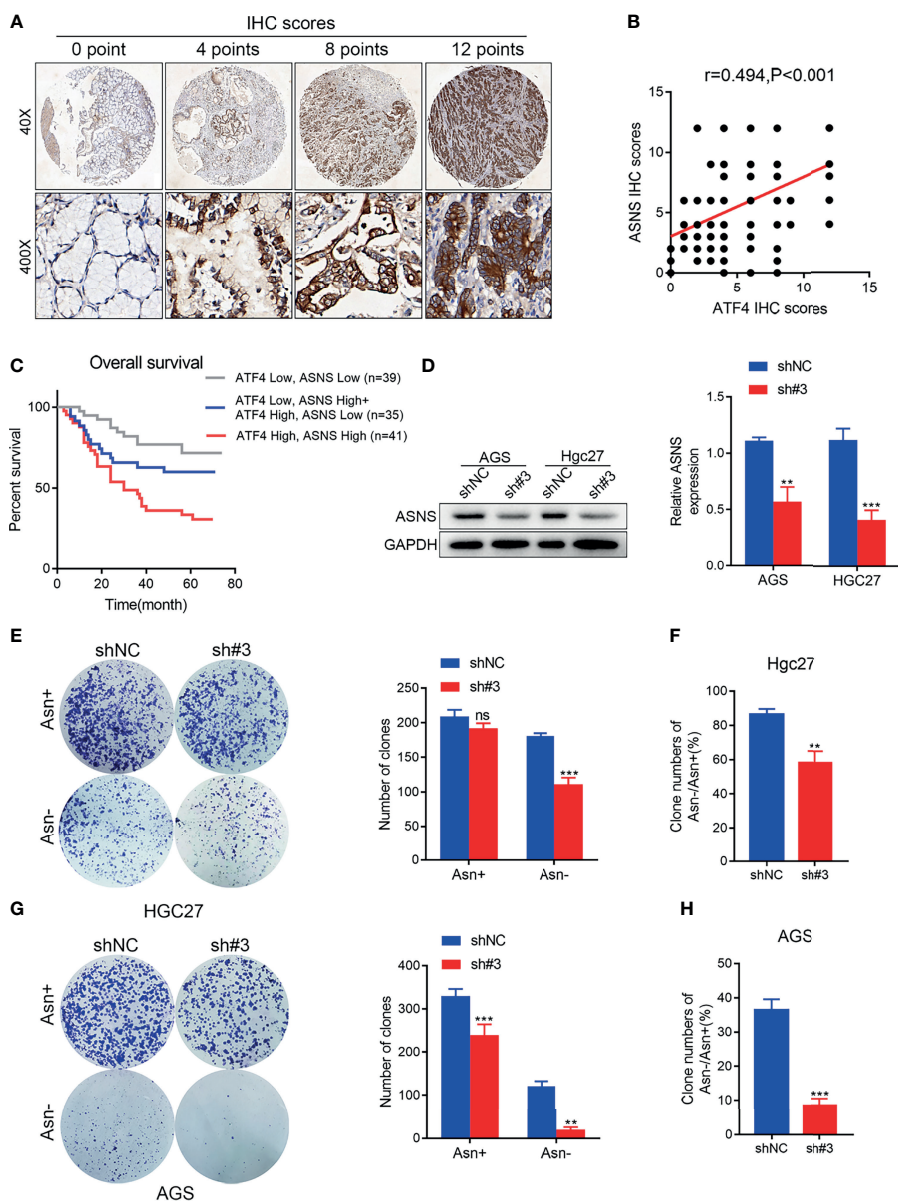 A
IHC scores
0 point 4 points 8 points 12 points
40X
400X
B
r=0.494,P<0.001
ASNS IHC scores
15
10
5
0
0 5 10 15
ATF4 IHC scores
C
Overall survival
ATF4 Low, ASNS Low (n=39)
ATF4 Low, ASNS High+
ATF4 High, ASNS Low (n=35)
ATF4 High, ASNS High (n=41)
Percent survival
100
50
0
0 20 40 60 80
Time(month)
D
AGS Hgc27
shNC sh#3 shNC sh#3
ASNS
GAPDH
shNC
sh#3
Relative ASNS
expression
1.5
1.0
0.5
0.0
** ***
AGS HGC27
E
shNC sh#3
Asn+
Asn-
HGC27
shNC
sh#3
Number of clones
250
200
150
100
50
0
ns ***
Asn+ Asn-
F
Hgc27
Clone numbers of
Asn-/Asn+(%)
100
80
60
40
20
0
**
shNC sh#3
G
shNC sh#3
Asn+
Asn-
AGS
shNC
sh#3
Number of clones
400
300
200
100
0
*** **
Asn+ Asn-
H
AGS
Clone numbers of
Asn-/Asn+(%)
50
40
30
20
10
0
***
shNC sh#3